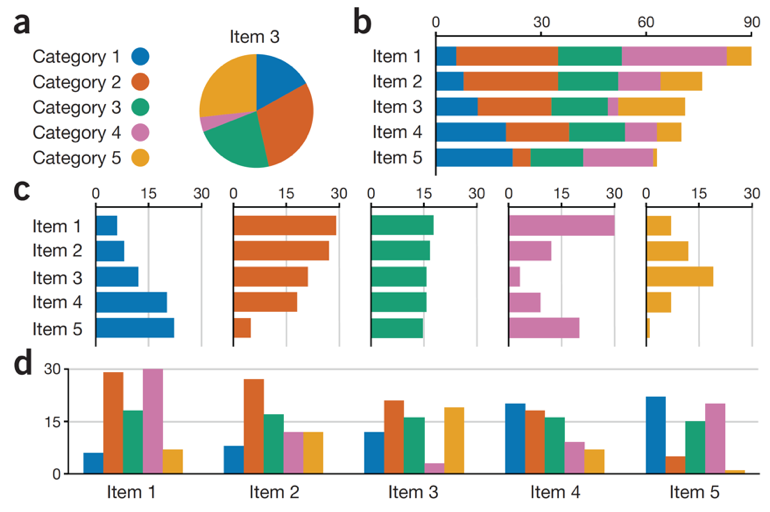 a
Item 3
Category 1
Category 2
Category 3
Category 4
Category 5
b
0 30 60 90
Item 1
Item 2
Item 3
Item 4
Item 5
c
0 15 30 0 15 30 0 15 30 0 15 30 0 15 30
Item 1
Item 2
Item 3
Item 4
Item 5
d
30
15
0
Item 1 Item 2 Item 3 Item 4 Item 5